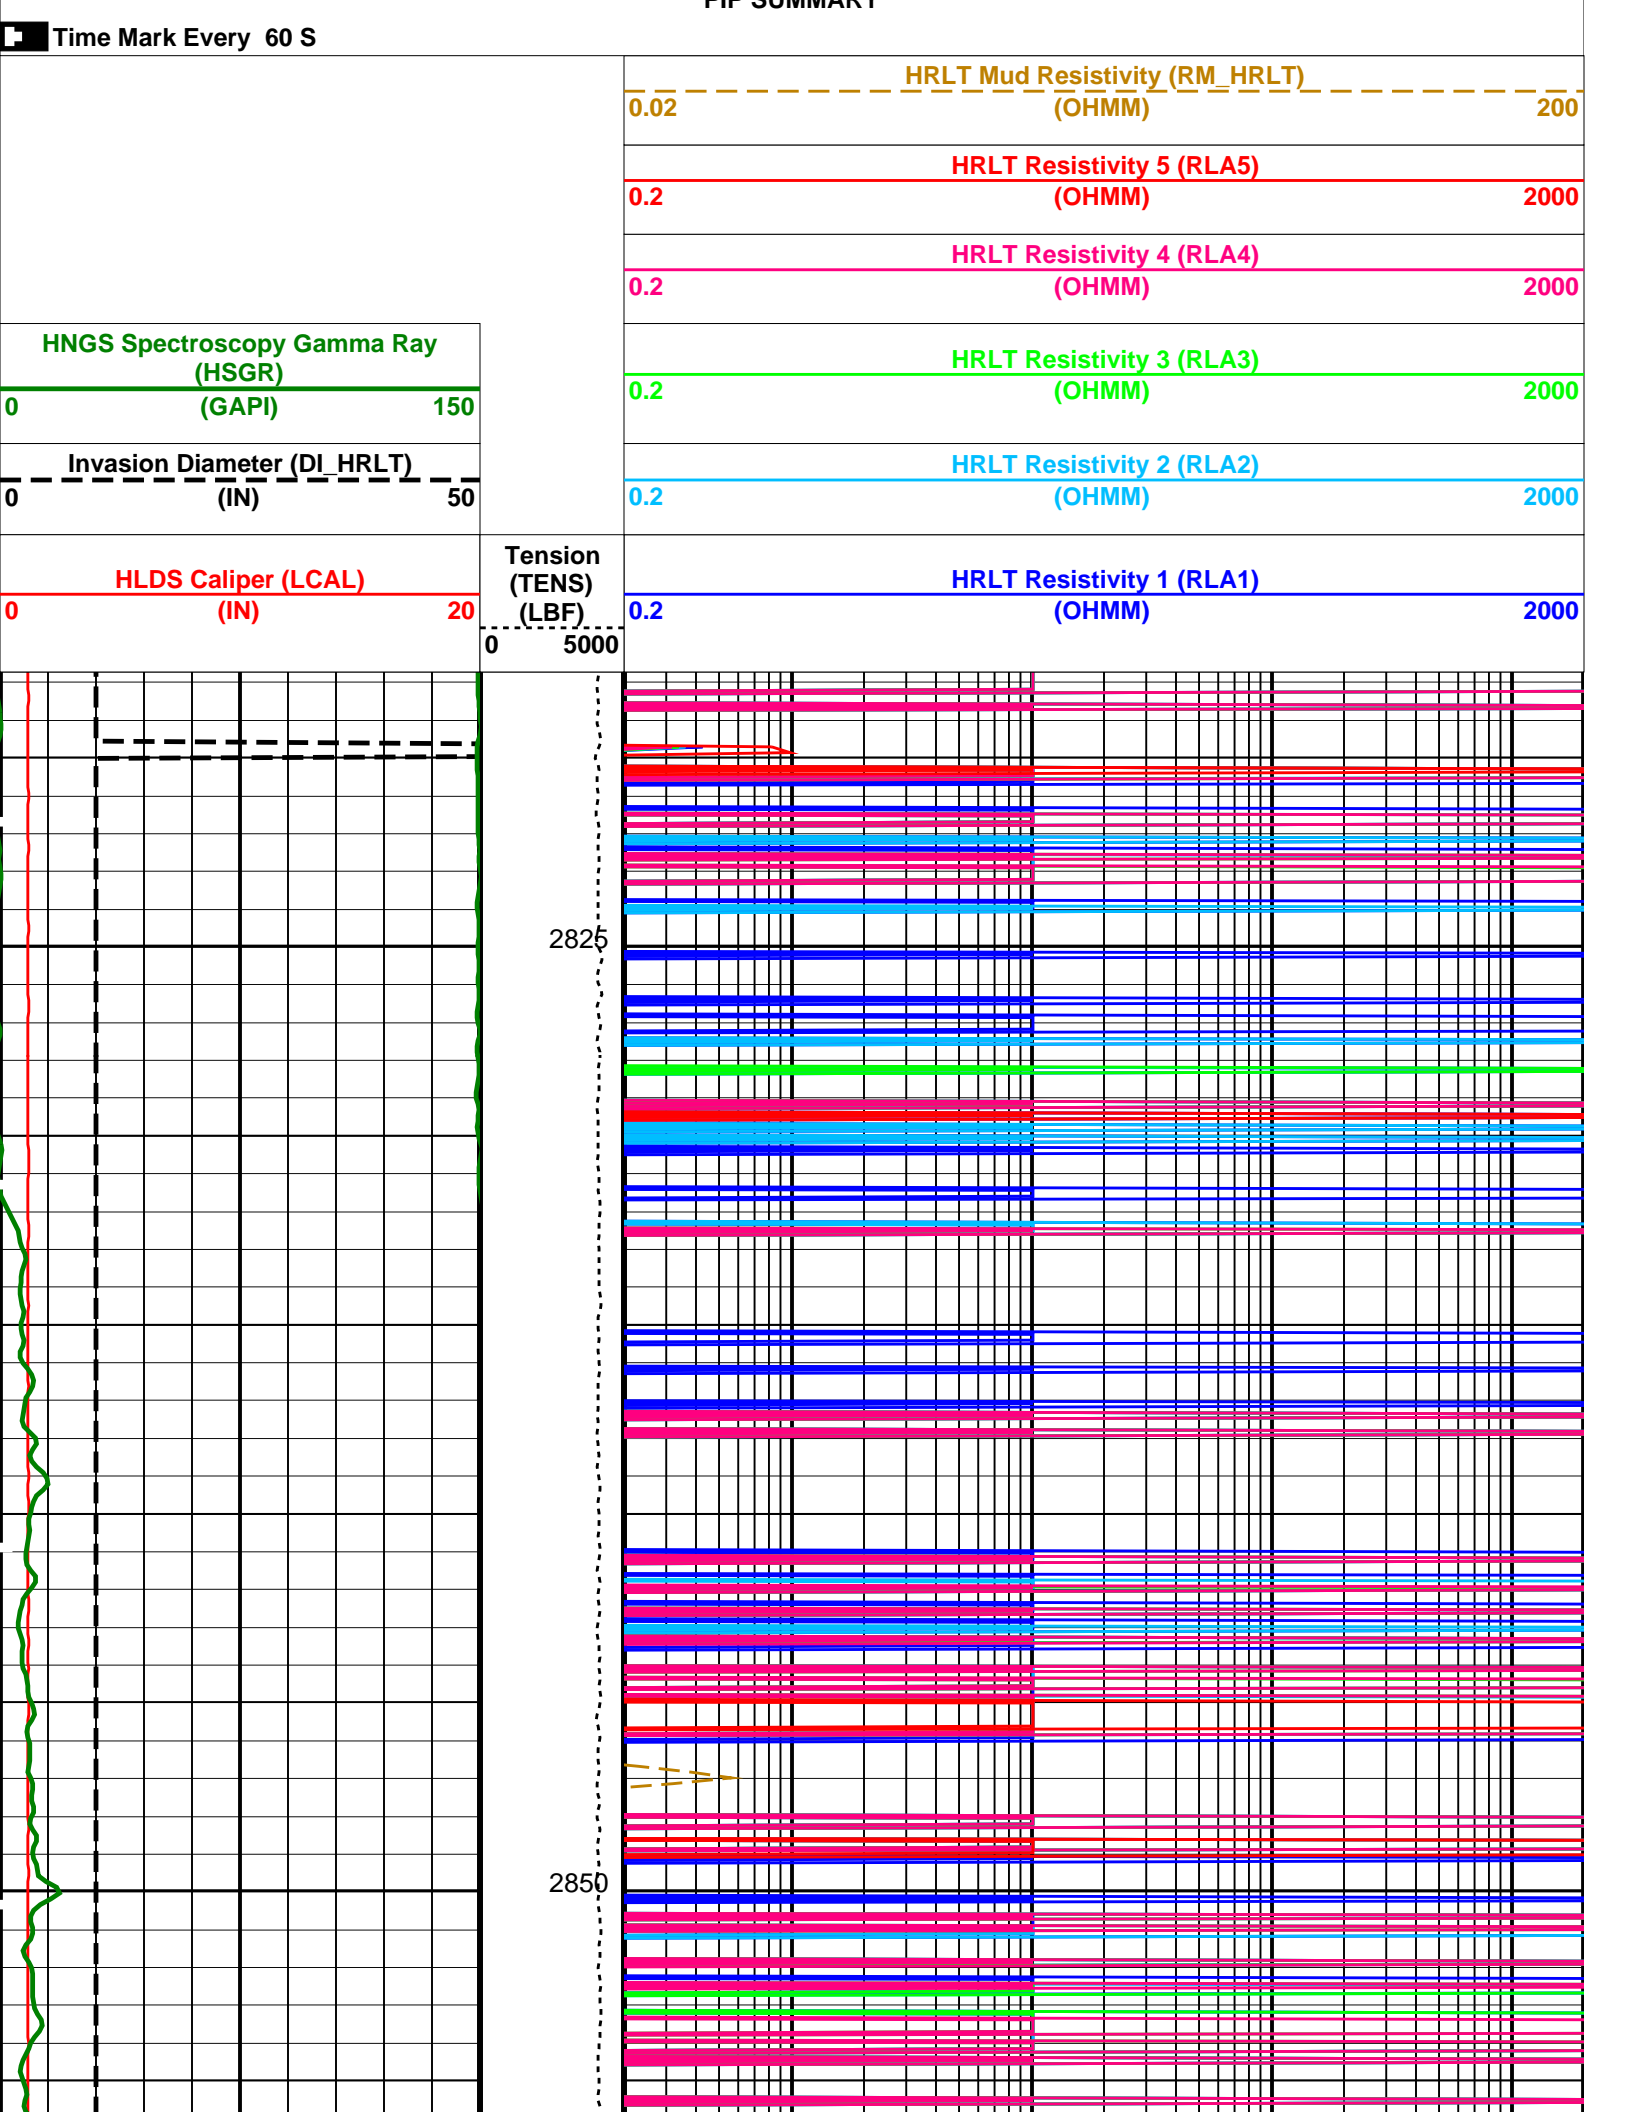 PIP SUMMARY
Time Mark Every 60 S
HRLT Mud Resistivity (RM_HRLT)
0.02 (OHMM) 200
HRLT Resistivity 5 (RLA5)
0.2 (OHMM) 2000
HRLT Resistivity 4 (RLA4)
0.2 (OHMM) 2000
HNGS Spectroscopy Gamma Ray
(HSGR)
0 (GAPI) 150
HRLT Resistivity 3 (RLA3)
0.2 (OHMM) 2000
Invasion Diameter (DI_HRLT)
0 (IN) 50
HRLT Resistivity 2 (RLA2)
0.2 (OHMM) 2000
HLDS Caliper (LCAL)
0 (IN) 20
Tension
(TENS)
(LBF)
0 5000
HRLT Resistivity 1 (RLA1)
0.2 (OHMM) 2000
2825
2850